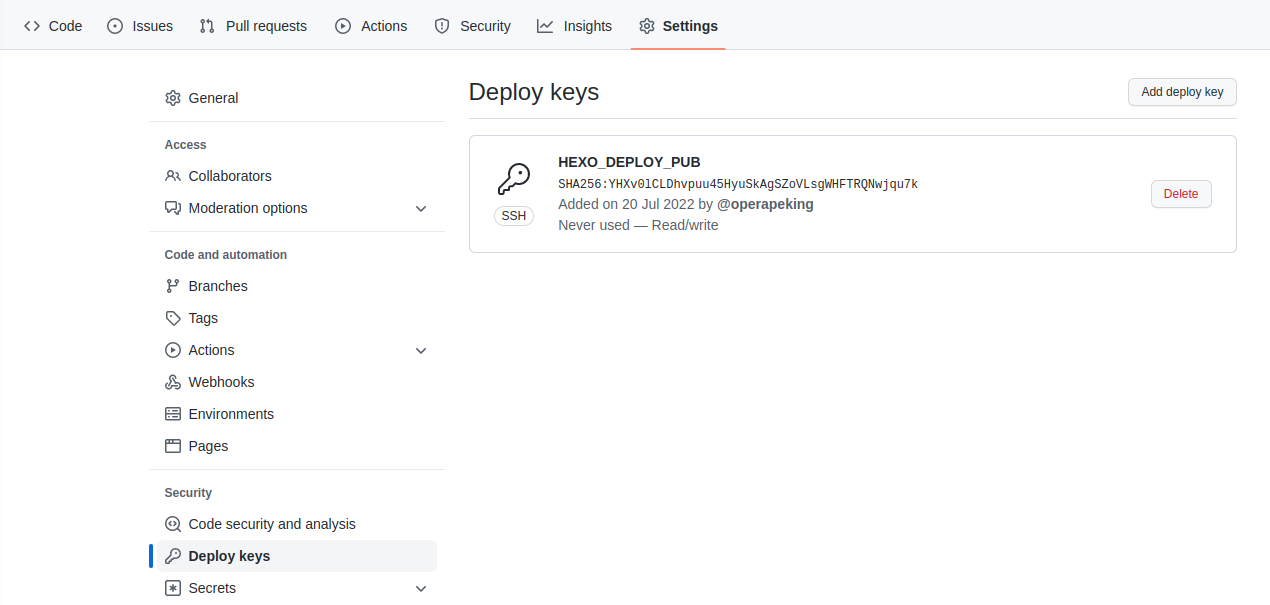 Code Issues Pull requests Actions Security Insights Settings
General
Access
Collaborators
Moderation options
Code and automation
Branches
Tags
Actions
Webhooks
Environments
Pages
Security
Code security and analysis
Deploy keys
Secrets
Deploy keys
Add deploy key
HEXO_DEPLOY_PUB
SHA256:YHXv0lCLDhvpuu45HyuSkAgSZoVLsgWHFTRQNwjqu7k
Added on 20 Jul 2022 by @operapeking
Never used — Read/write
SSH
Delete